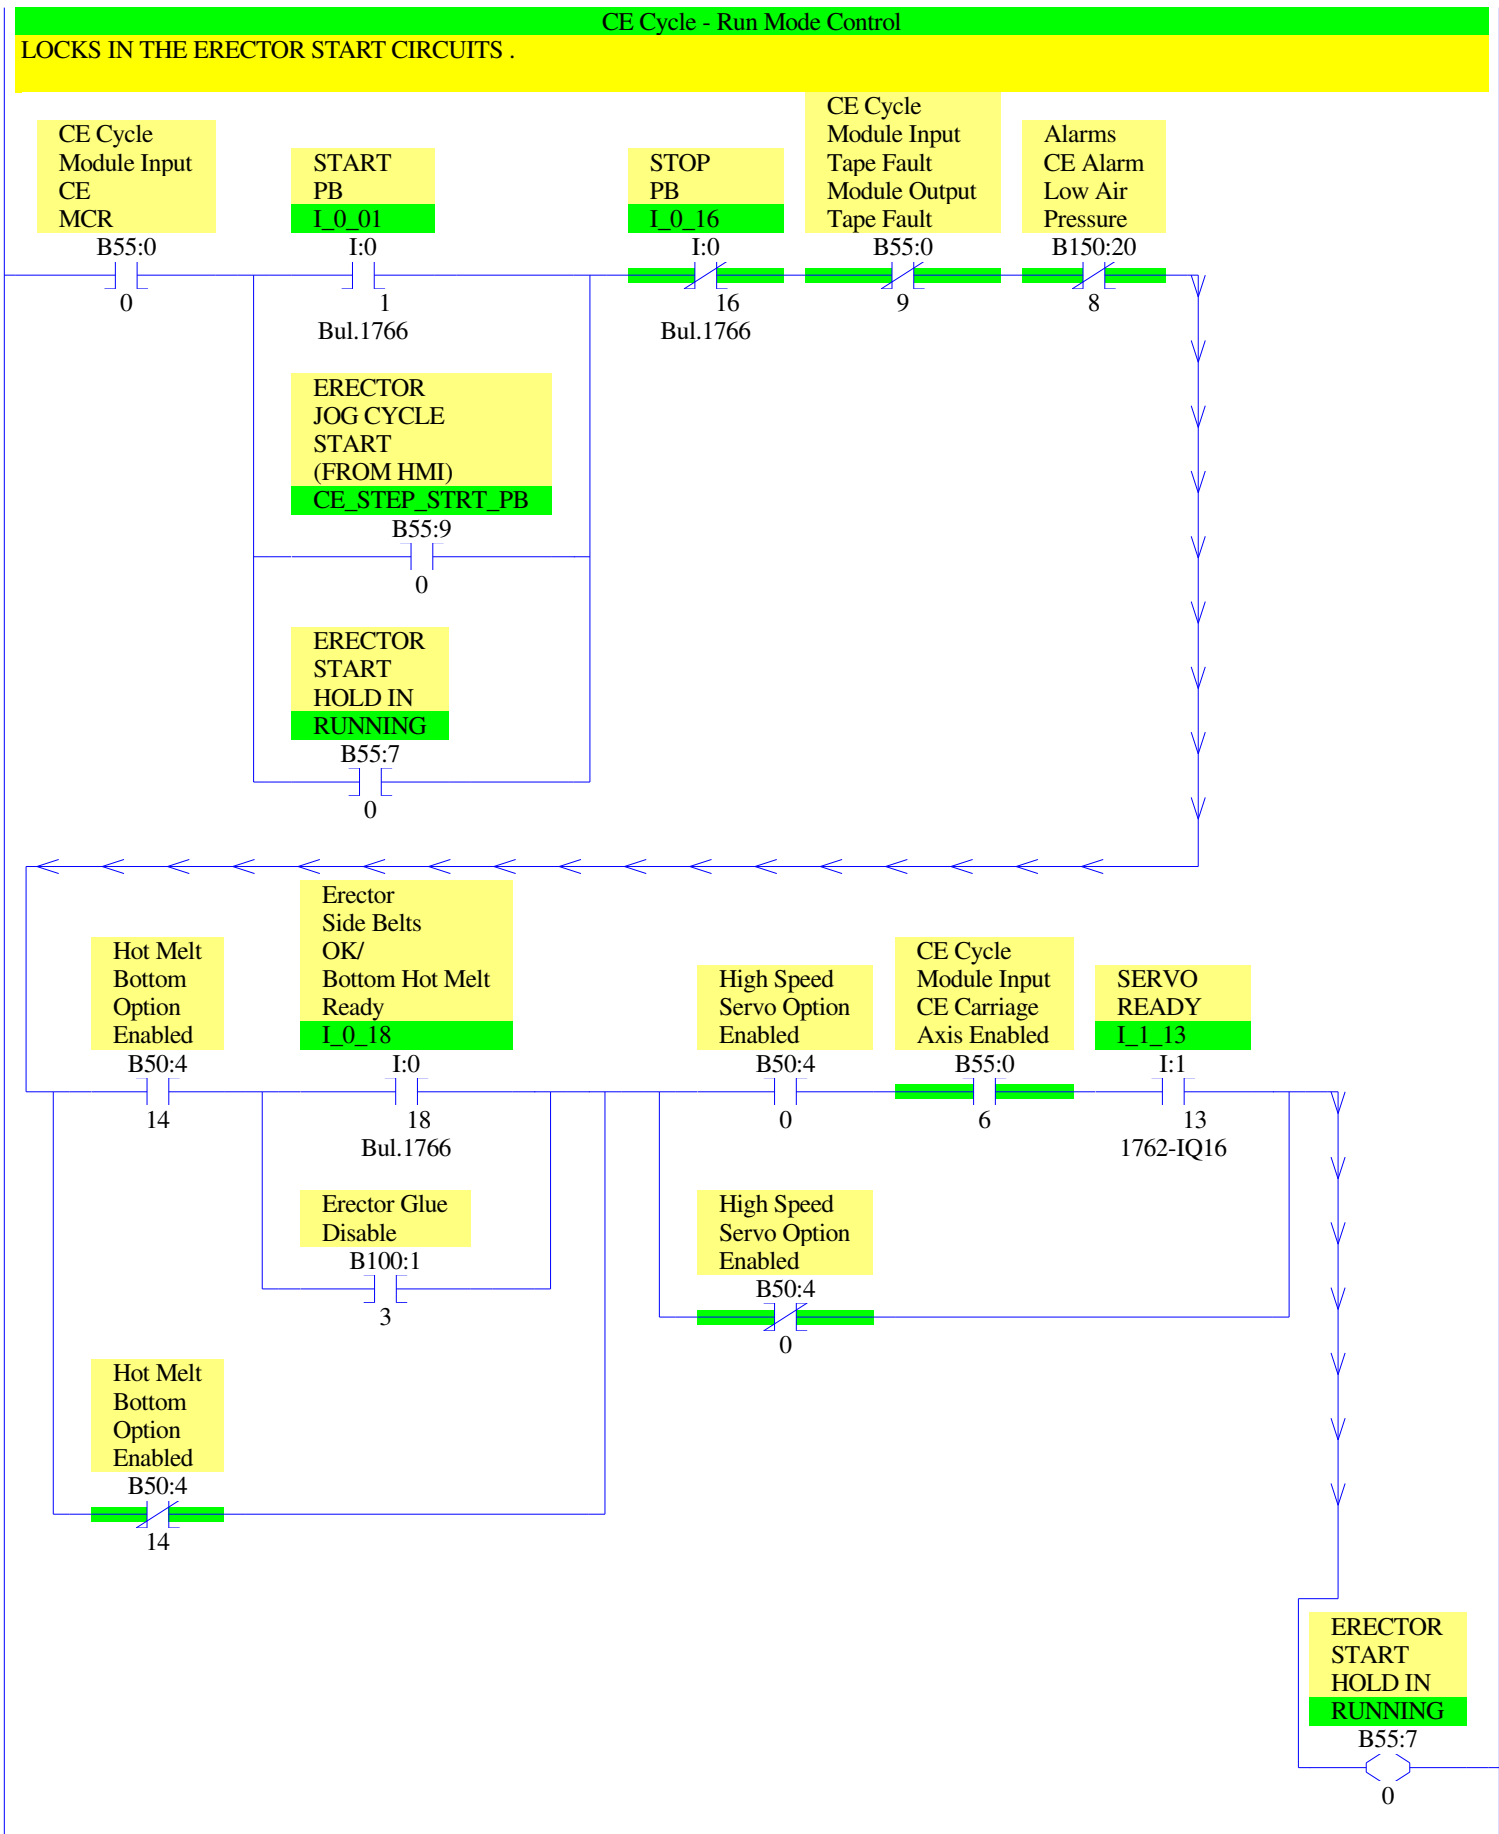 CE Cycle - Run Mode Control
LOCKS IN THE ERECTOR START CIRCUITS .
CE Cycle
Module Input
CE
MCR
B55:0
0
START
PB
I_0_01
I:0
1
Bul.1766
STOP
PB
I_0_16
I:0
16
Bul.1766
CE Cycle
Module Input
Tape Fault
Module Output
Tape Fault
B55:0
9
Alarms
CE Alarm
Low Air
Pressure
B150:20
8
ERECTOR
JOG CYCLE
START
(FROM HMI)
CE_STEP_STRT_PB
B55:9
0
ERECTOR
START
HOLD IN
RUNNING
B55:7
0
Hot Melt
Bottom
Option
Enabled
B50:4
14
Erector
Side Belts
OK/
Bottom Hot Melt
Ready
I_0_18
I:0
18
Bul.1766
High Speed
Servo Option
Enabled
B50:4
0
CE Cycle
Module Input
CE Carriage
Axis Enabled
B55:0
6
SERVO
READY
I_1_13
I:1
13
1762-IQ16
Erector Glue
Disable
B100:1
3
High Speed
Servo Option
Enabled
B50:4
0
Hot Melt
Bottom
Option
Enabled
B50:4
14
ERECTOR
START
HOLD IN
RUNNING
B55:7
0